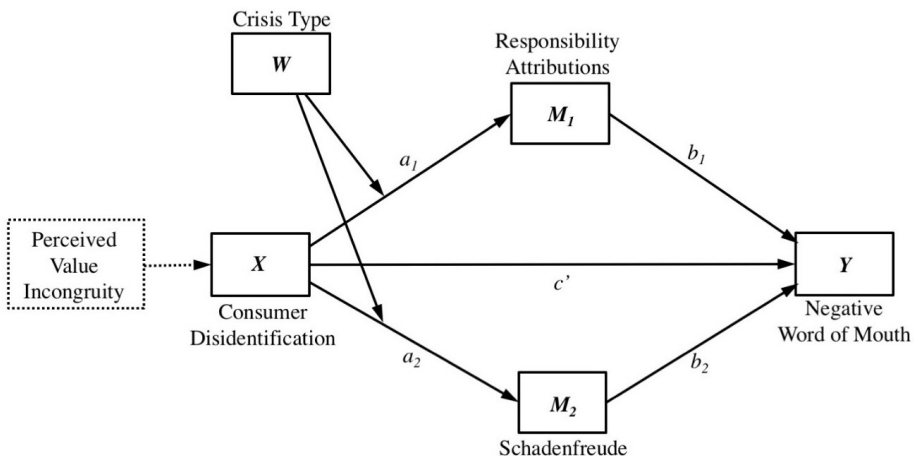 Crisis Type
W
Responsibility
Attributions
M1
a1
b1
Perceived
Value
Incongruity
X
Consumer
Disidentification
c'
Y
Negative
Word of Mouth
a2
b2
M2
Schadenfreude